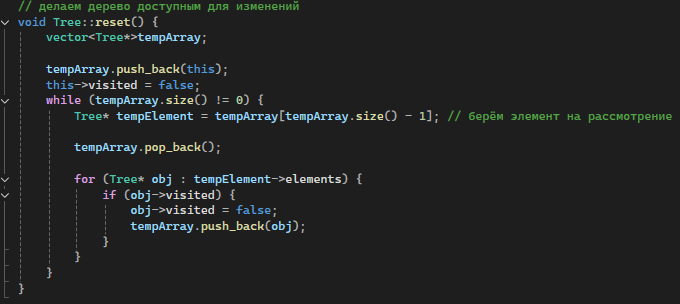 // делаем дерево доступным для изменений
void Tree::reset() {
    vector<Tree*>tempArray;

    tempArray.push_back(this);
    this->visited = false;
    while (tempArray.size() != 0) {
        Tree* tempElement = tempArray[tempArray.size() - 1]; // берём элемент на рассмотрение

        tempArray.pop_back();

        for (Tree* obj : tempElement->elements) {
            if (obj->visited) {
                obj->visited = false;
                tempArray.push_back(obj);
            }
        }
    }
}